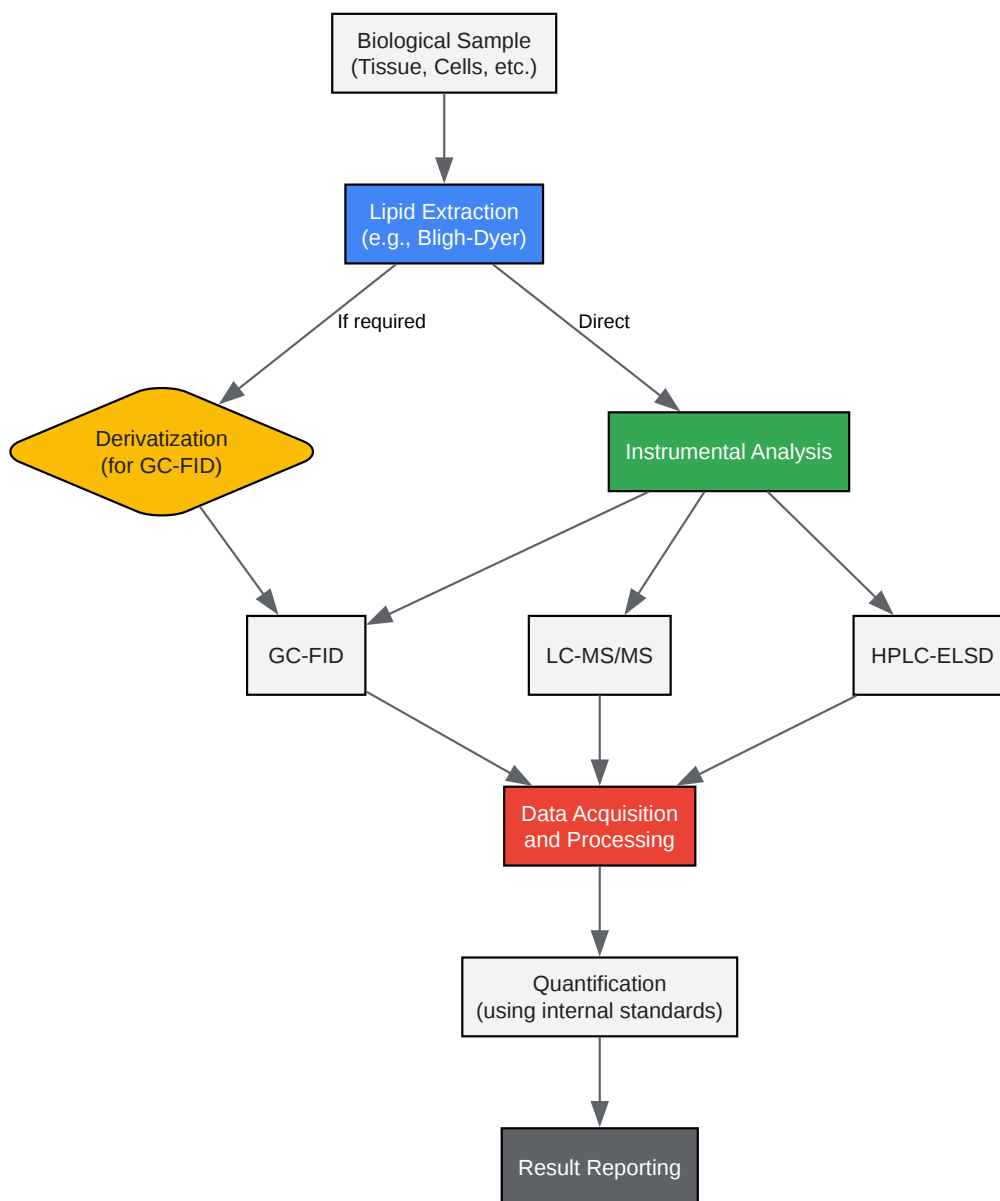 Biological Sample
(Tissue, Cells, etc.)
Lipid Extraction
(e.g., Bligh-Dyer)
If required
Direct
Derivatization
(for GC-FID)
Instrumental Analysis
GC-FID
LC-MS/MS
HPLC-ELSD
Data Acquisition
and Processing
Quantification
(using internal standards)
Result Reporting